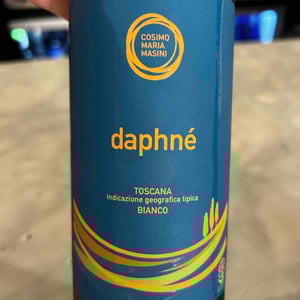 COSIMO
MARIA
MASINI
daphné
TOSCANA
indicazione geografica tipica
BIANCO